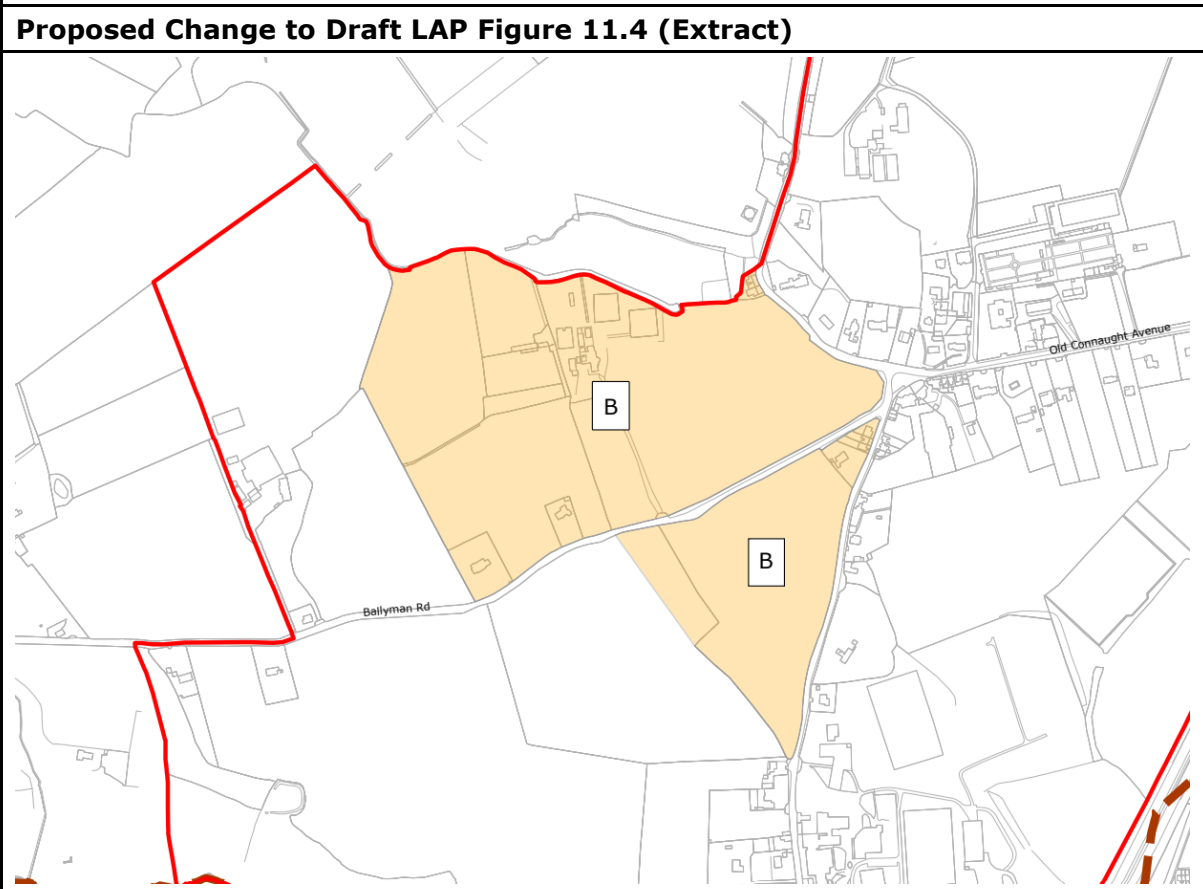 Proposed Change to Draft LAP Figure 11.4 (Extract)
Old Connaught Avenue
B
B
Ballyman Rd